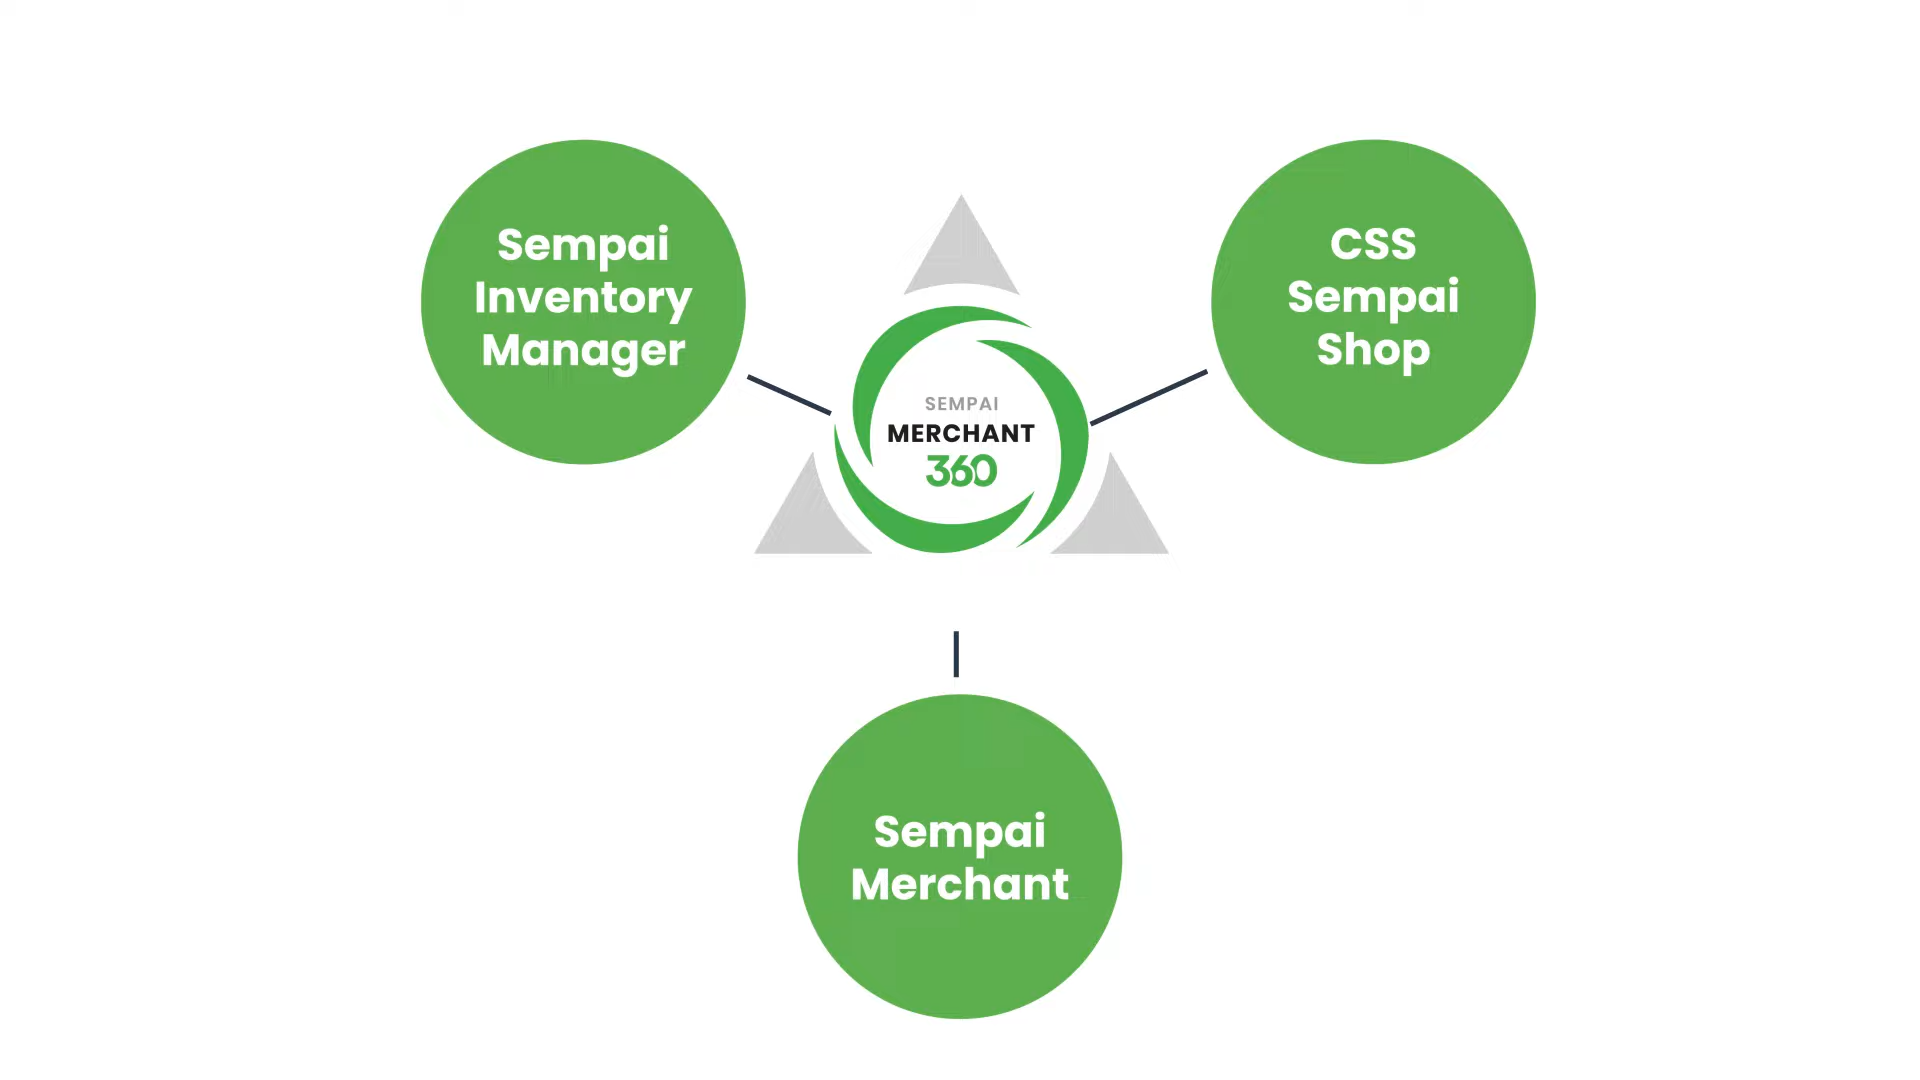 Sempai
Inventory
Manager
CSS
Sempai
Shop
SEMPAI
MERCHANT
360
Sempai
Merchant